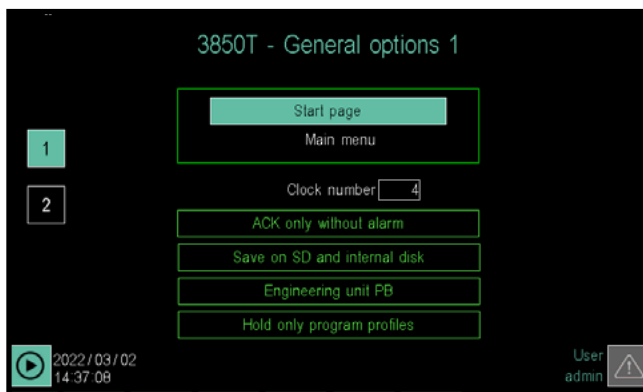 3850T - General options 1
Start page
Main menu
1
2
Clock number 4
ACK only without alarm
Save on SD and internal disk
Engineering unit PB
Hold only program profiles
2022/03/02
14:37:08
User
admin